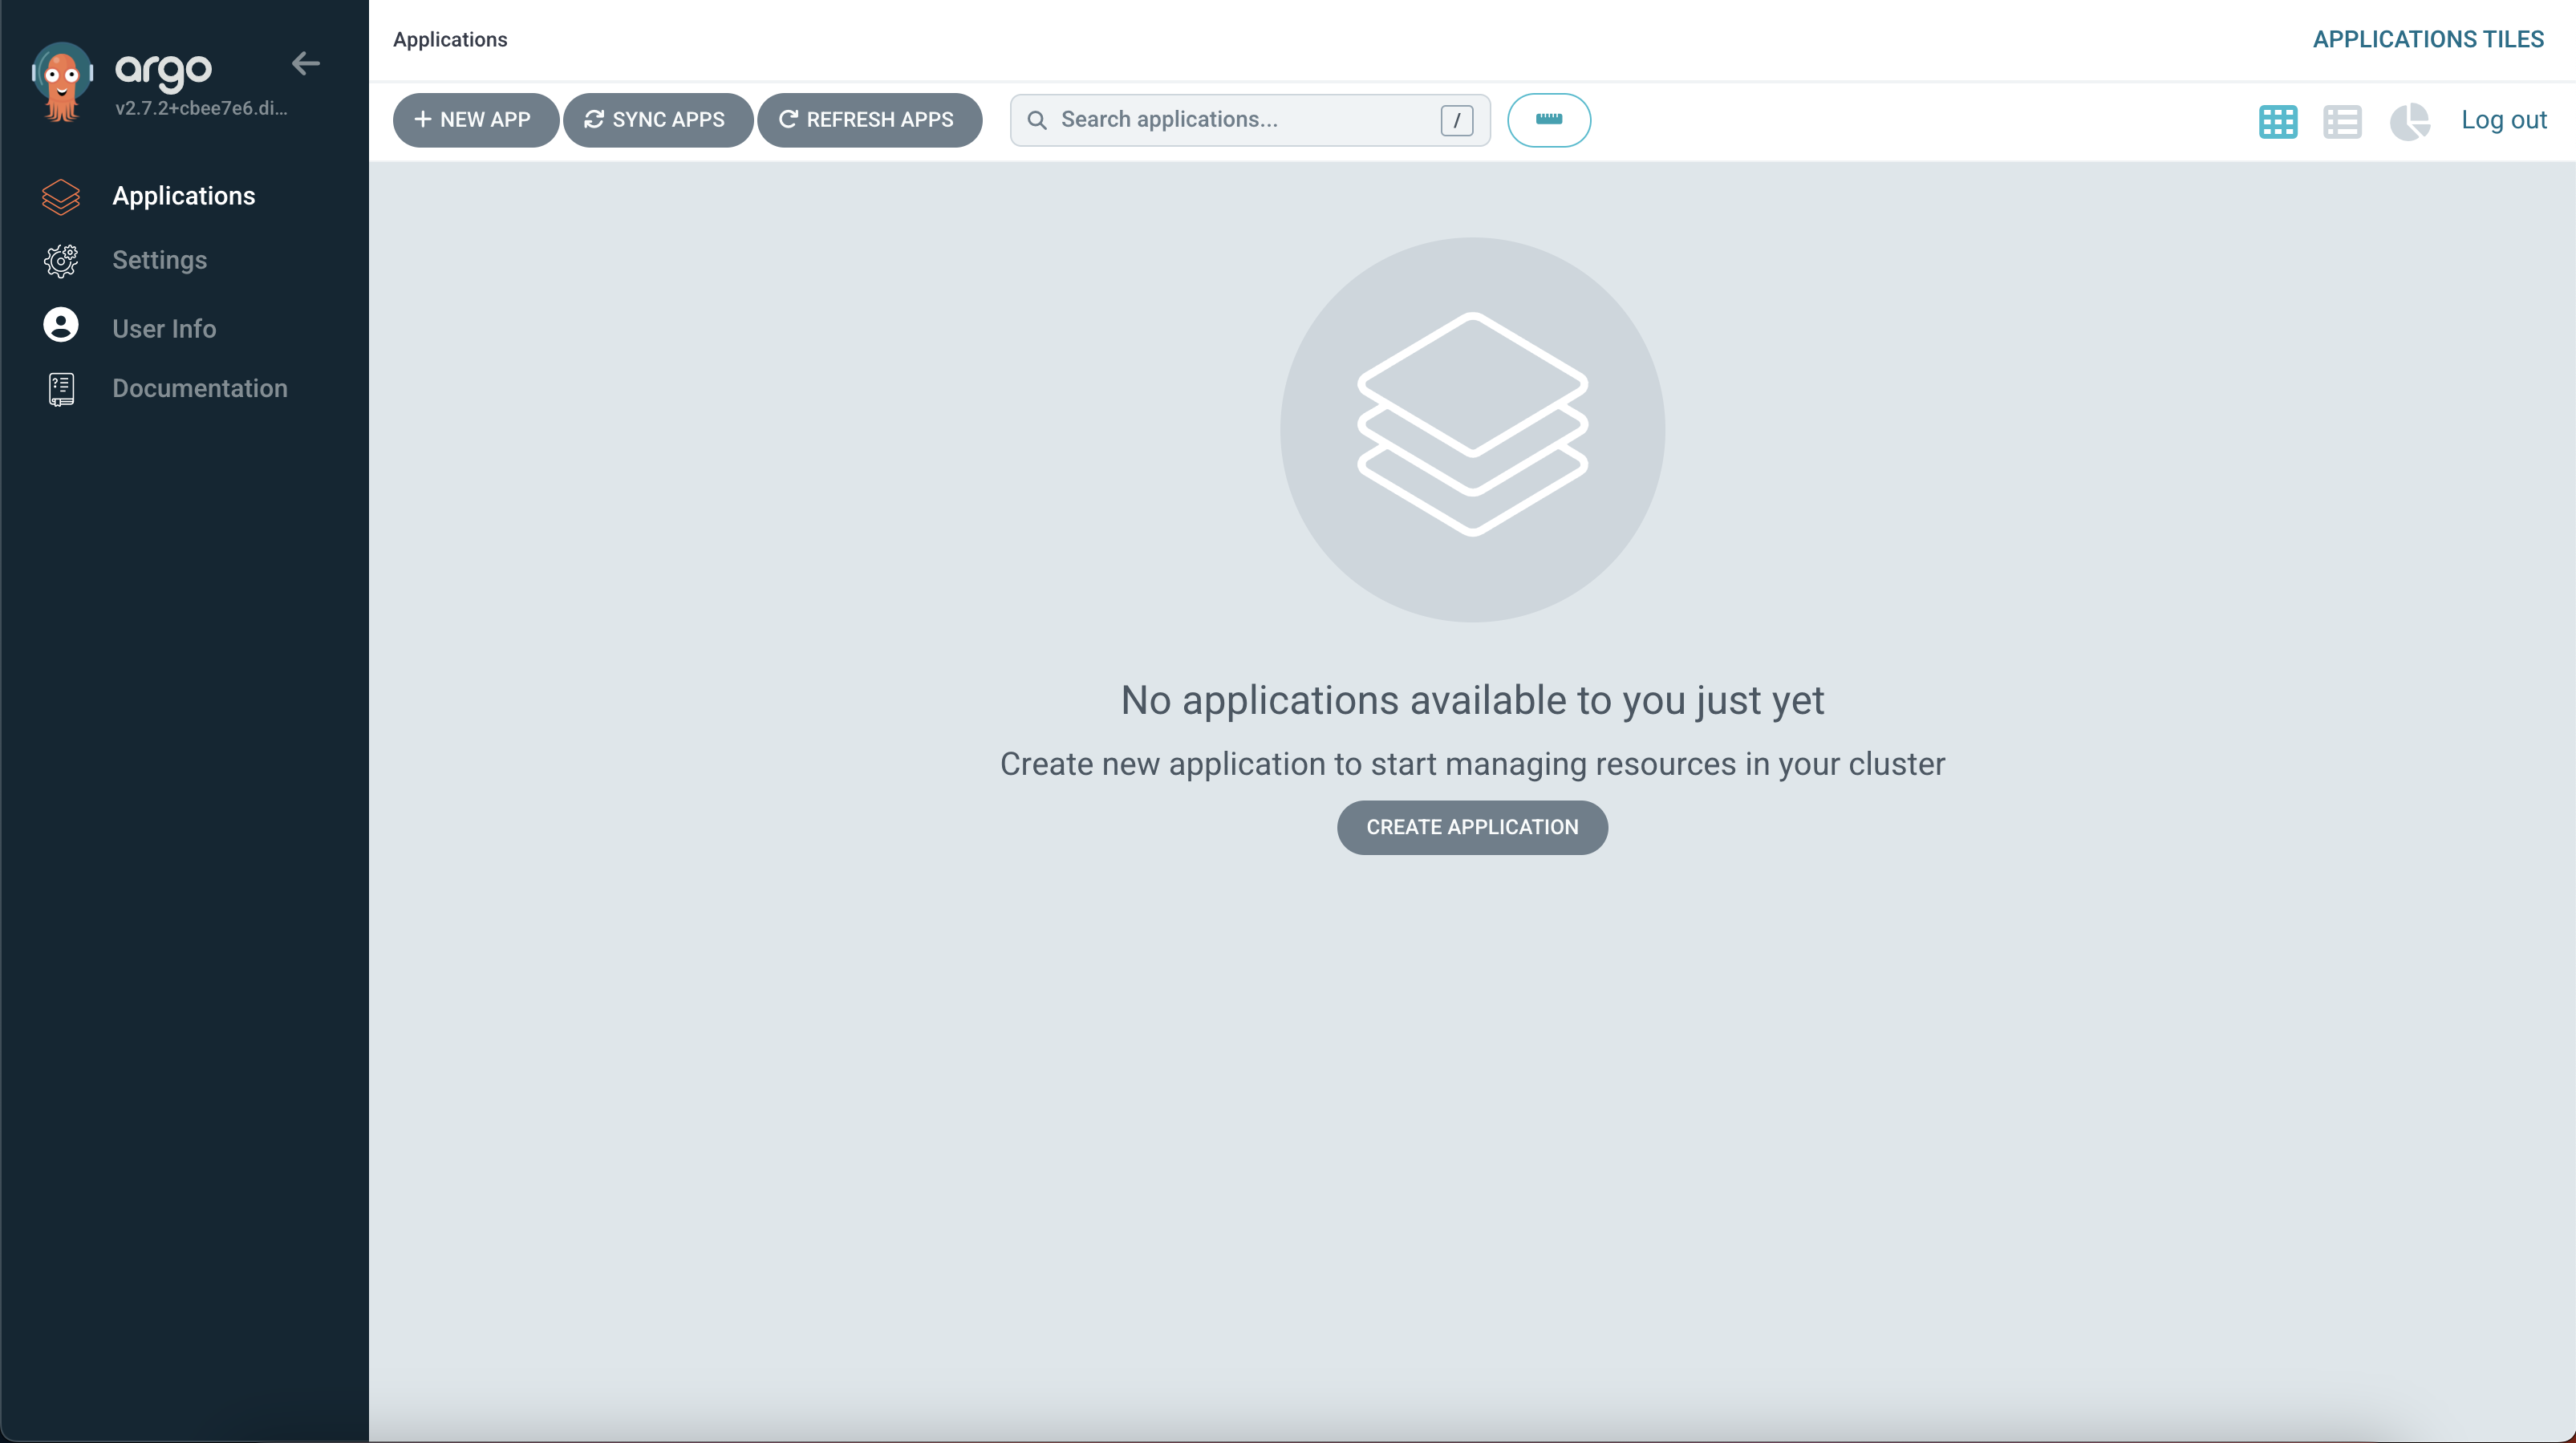 argo
v2.7.2+cbee7e6.di...
Applications
Settings
User Info
Documentation
Applications
APPLICATIONS TILES
NEW APP
SYNC APPS
REFRESH APPS
Search applications...
/
Log out
No applications available to you just yet
Create new application to start managing resources in your cluster
CREATE APPLICATION